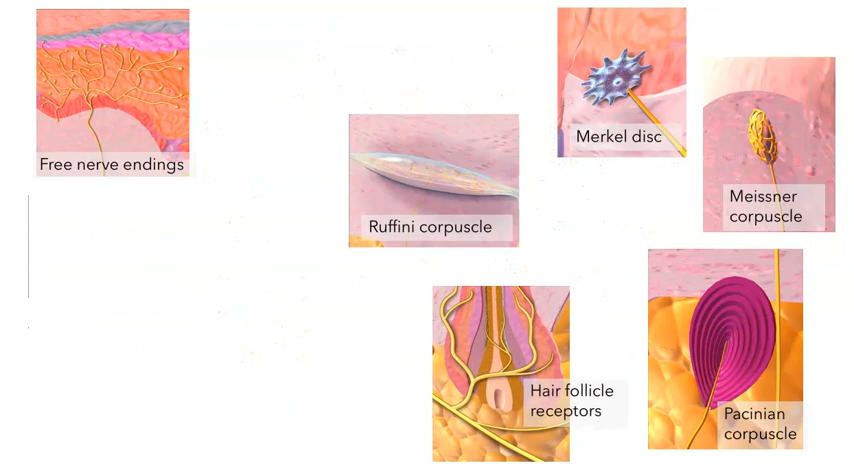 Free nerve endings
Merkel disc
Ruffini corpuscle
Meissner
corpuscle
Hair follicle
receptors
Pacinian
corpuscle